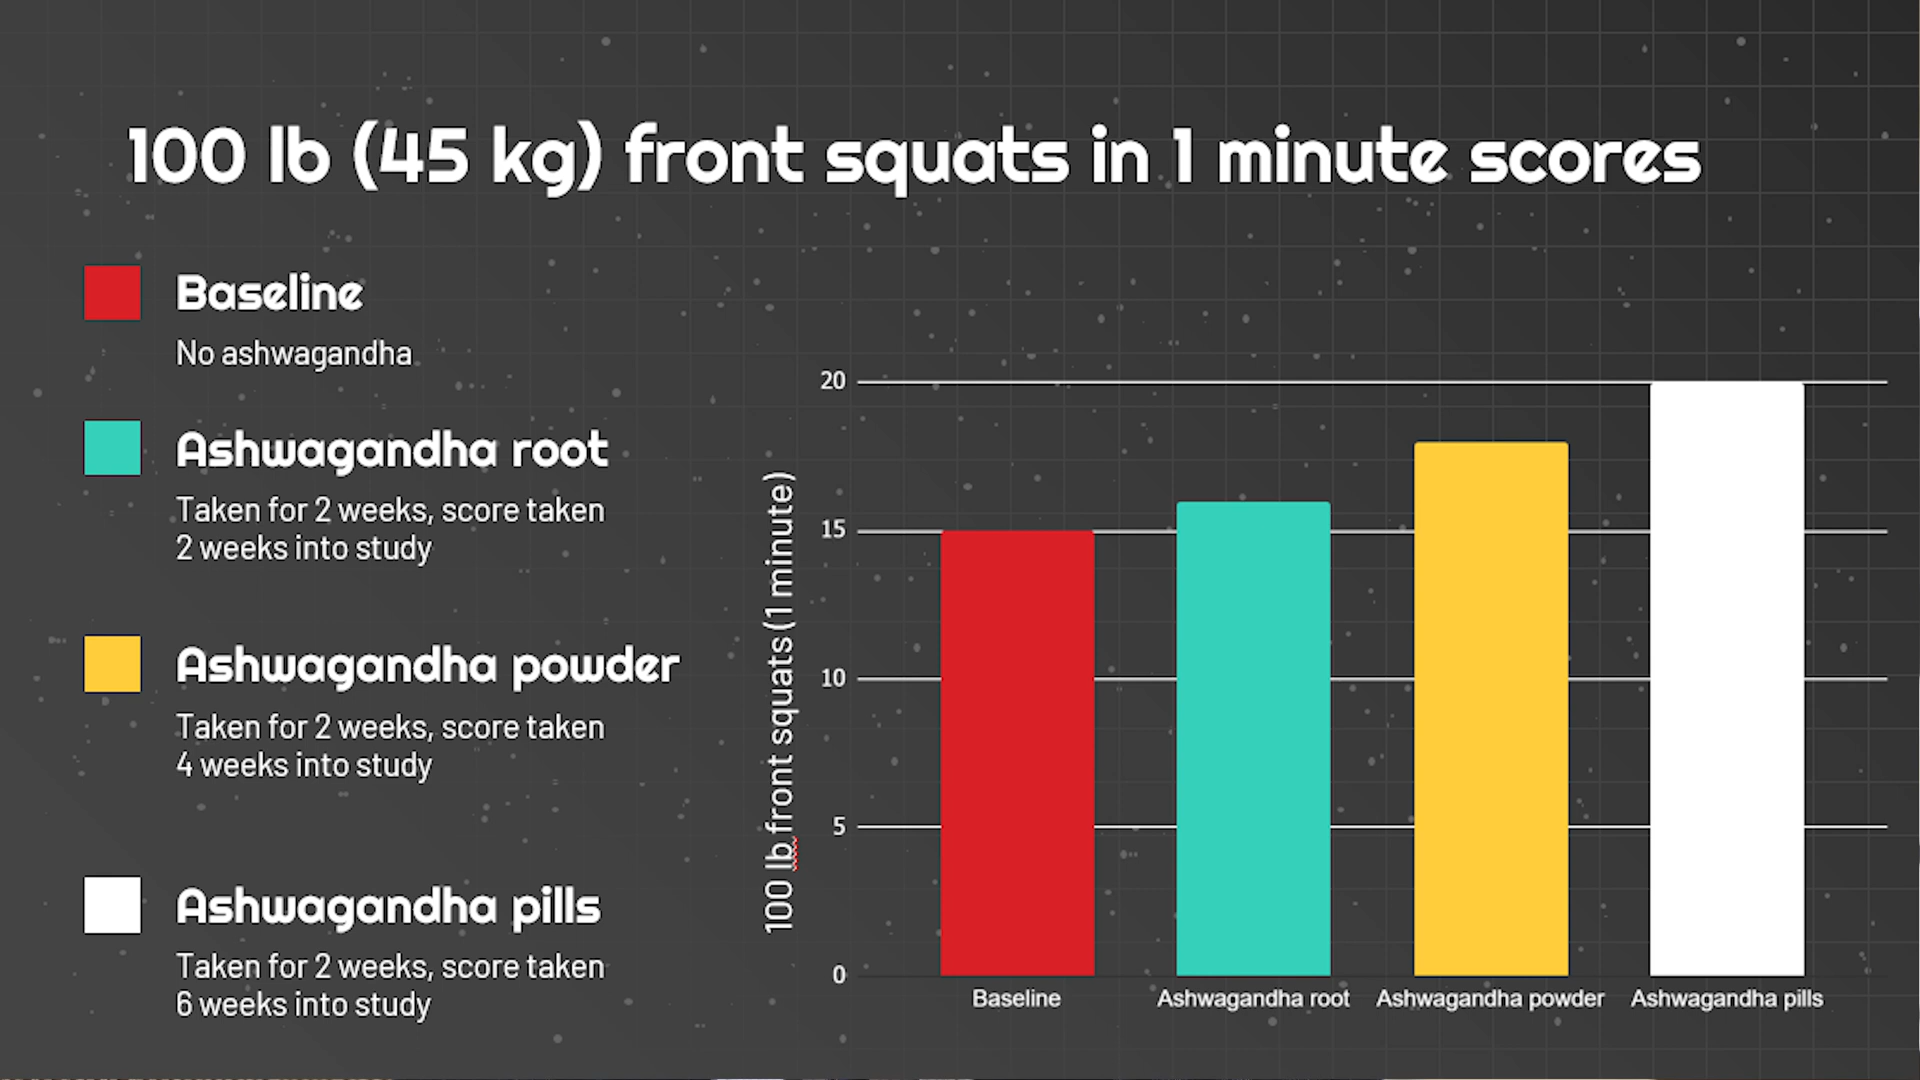 100 lb (45 kg) front squats in 1 minute scores
Baseline
No ashwagandha
Ashwagandha root
Taken for 2 weeks, score taken
2 weeks into study
Ashwagandha powder
Taken for 2 weeks, score taken
4 weeks into study
Ashwagandha pills
Taken for 2 weeks, score taken
6 weeks into study
100 lb front squats (1 minute)
20
15
10
5
0
Baseline
Ashwagandha root
Ashwagandha powder
Ashwagandha pills